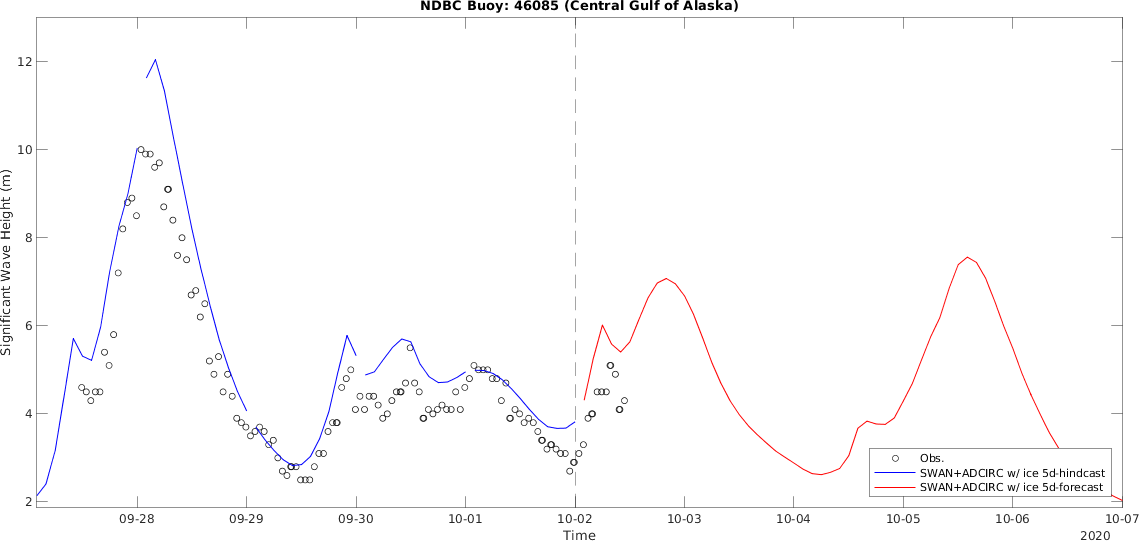 NDBC Buoy: 46085 (Central Gulf of Alaska)
Significant Wave Height (m)
12
10
8
6
4
2
Obs.
SWAN+ADCIRC w/ ice 5d-hindcast
SWAN+ADCIRC w/ ice 5d-forecast
09-28 09-29 09-30 10-01 10-02 10-03 10-04 10-05 10-06 10-07
Time
2020